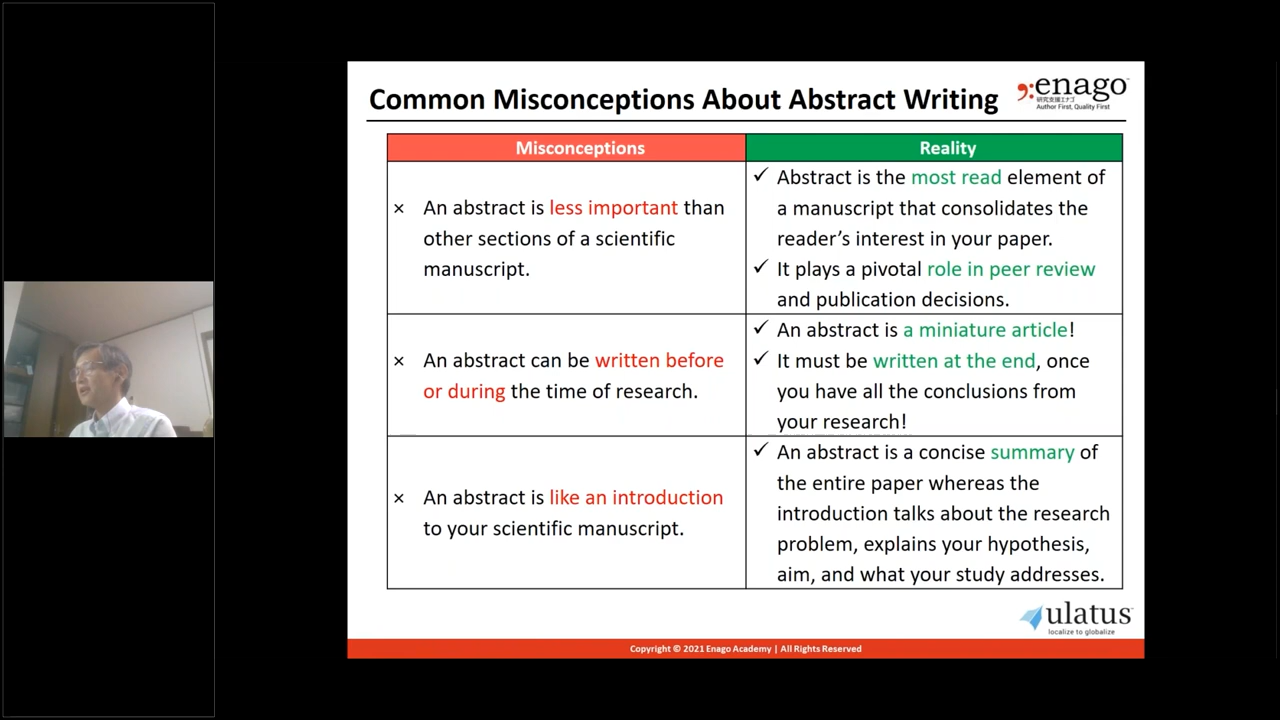 Common Misconceptions About Abstract Writing
enago
研究支援エナゴ
Author First, Quality First
Misconceptions
Reality
× An abstract is less important than
other sections of a scientific
manuscript.
✓ Abstract is the most read element of
a manuscript that consolidates the
reader’s interest in your paper.
✓ It plays a pivotal role in peer review
and publication decisions.
× An abstract can be written before
or during the time of research.
✓ An abstract is a miniature article!
✓ It must be written at the end, once
you have all the conclusions from
your research!
× An abstract is like an introduction
to your scientific manuscript.
✓ An abstract is a concise summary of
the entire paper whereas the
introduction talks about the research
problem, explains your hypothesis,
aim, and what your study addresses.
ulatus
localize to globalize
Copyright © 2021 Enago Academy | All Rights Reserved